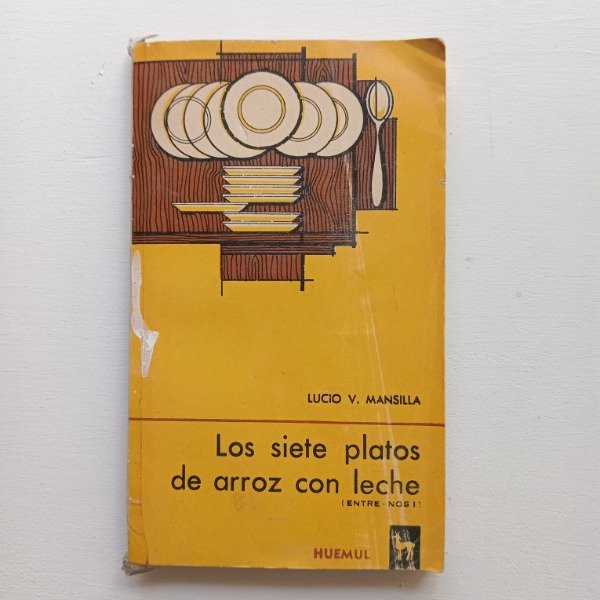 LUCIO V. MANSILLA
Los siete platos
de arroz con leche
(ENTRE-NOS I)
HUEMUL